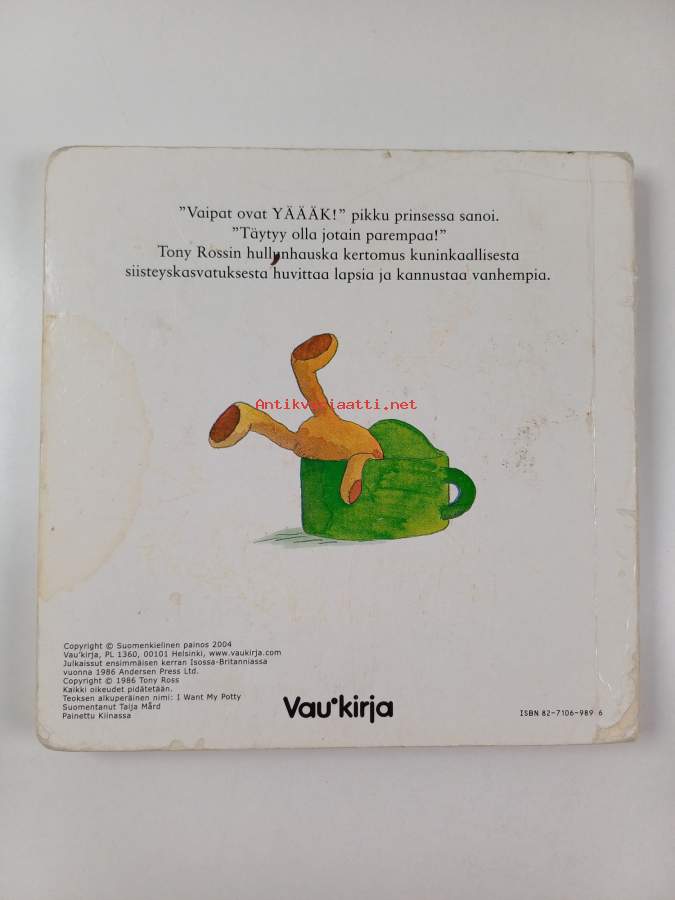 ”Vaipat ovat YÄÄÄK!” pikku prinsessa sanoi.
”Täytyy olla jotain parempaa!”
Tony Rossin hullunhauska kertomus kuninkaallisesta
siisteyskasvatuksesta huvittaa lapsia ja kannustaa vanhempia.
Antikvariaatti.net
Copyright © Suomenkielinen painos 2004
Vau'kirja, PL 1360, 00101 Helsinki, www.vaukirja.com
Julkaissut ensimmäisen kerran Isossa-Britanniassa
vuonna 1986 Andersen Press Ltd.
Copyright © 1986 Tony Ross
Kaikki oikeudet pidätetään.
Teoksen alkuperäinen nimi: I Want My Potty
Suomentanut Taija Mård
Painettu Kiinassa
Vau'kirja
ISBN 82-7106-989 6